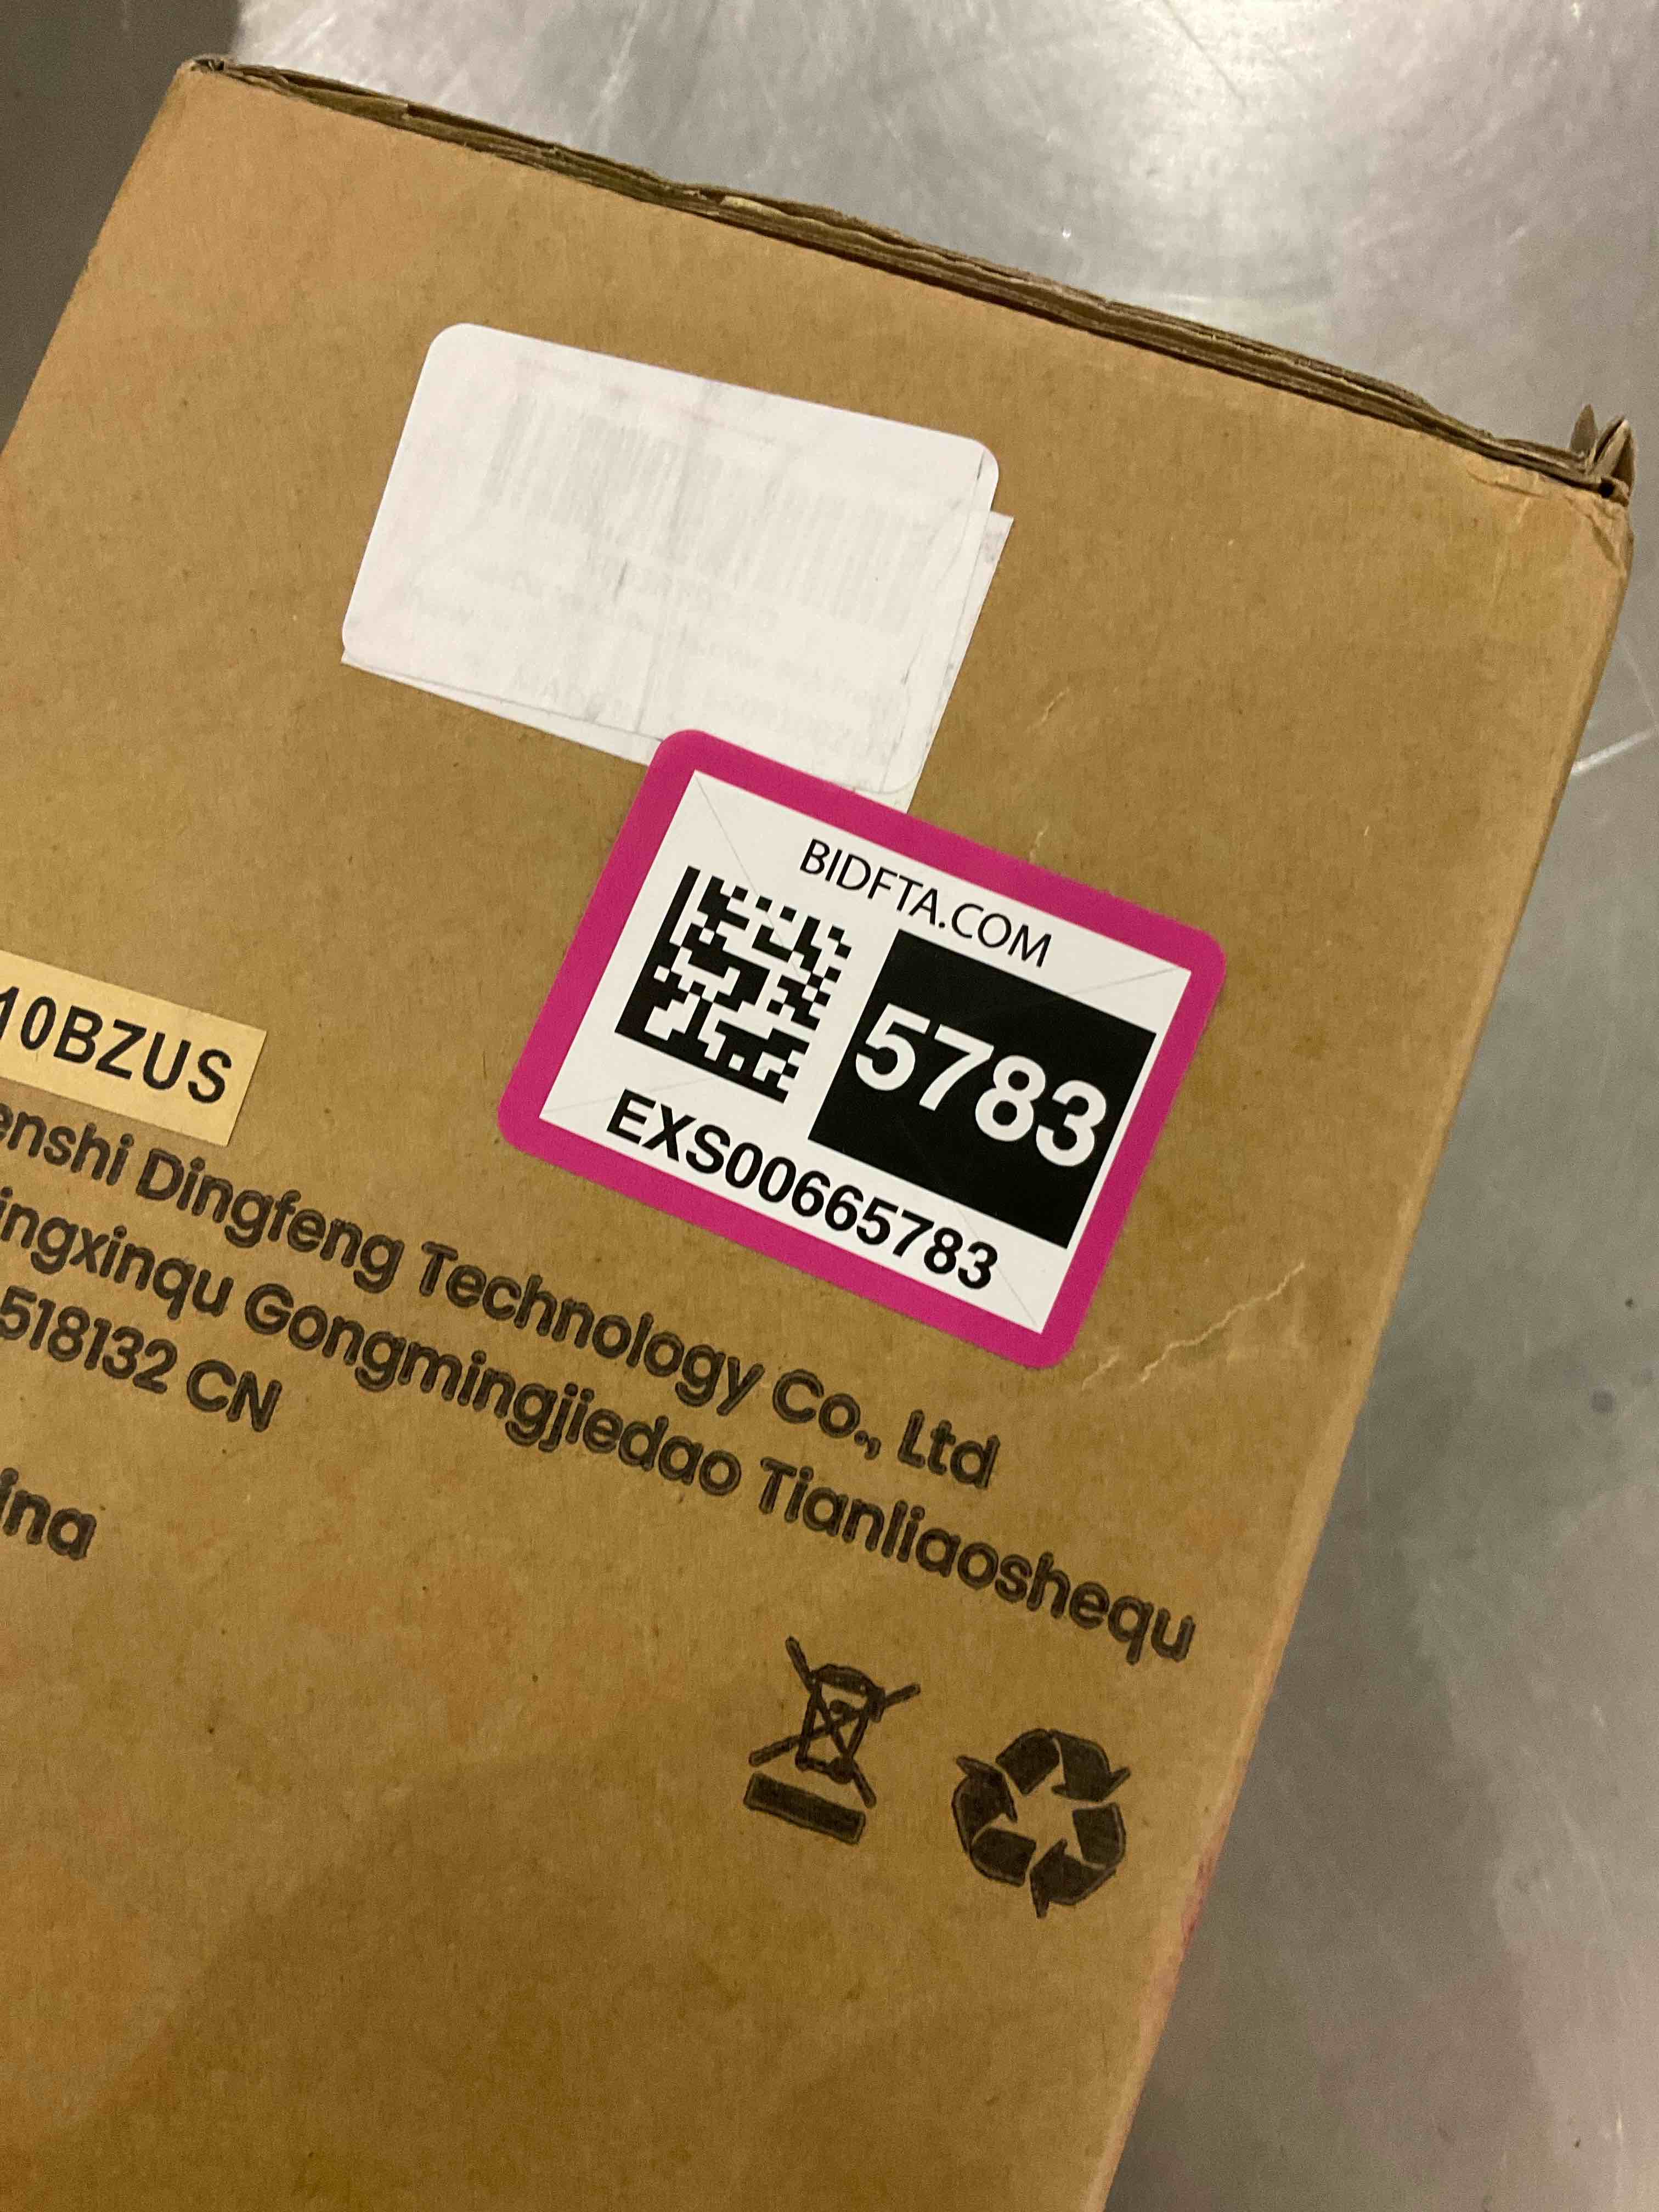 BIDFTA.COM
5783
EXS00665783
10BZUS
enshi Dingfeng Technology Co., Ltd
ingxinqu Gongmingjiedao Tianliaoshequ
518132 CN
ina